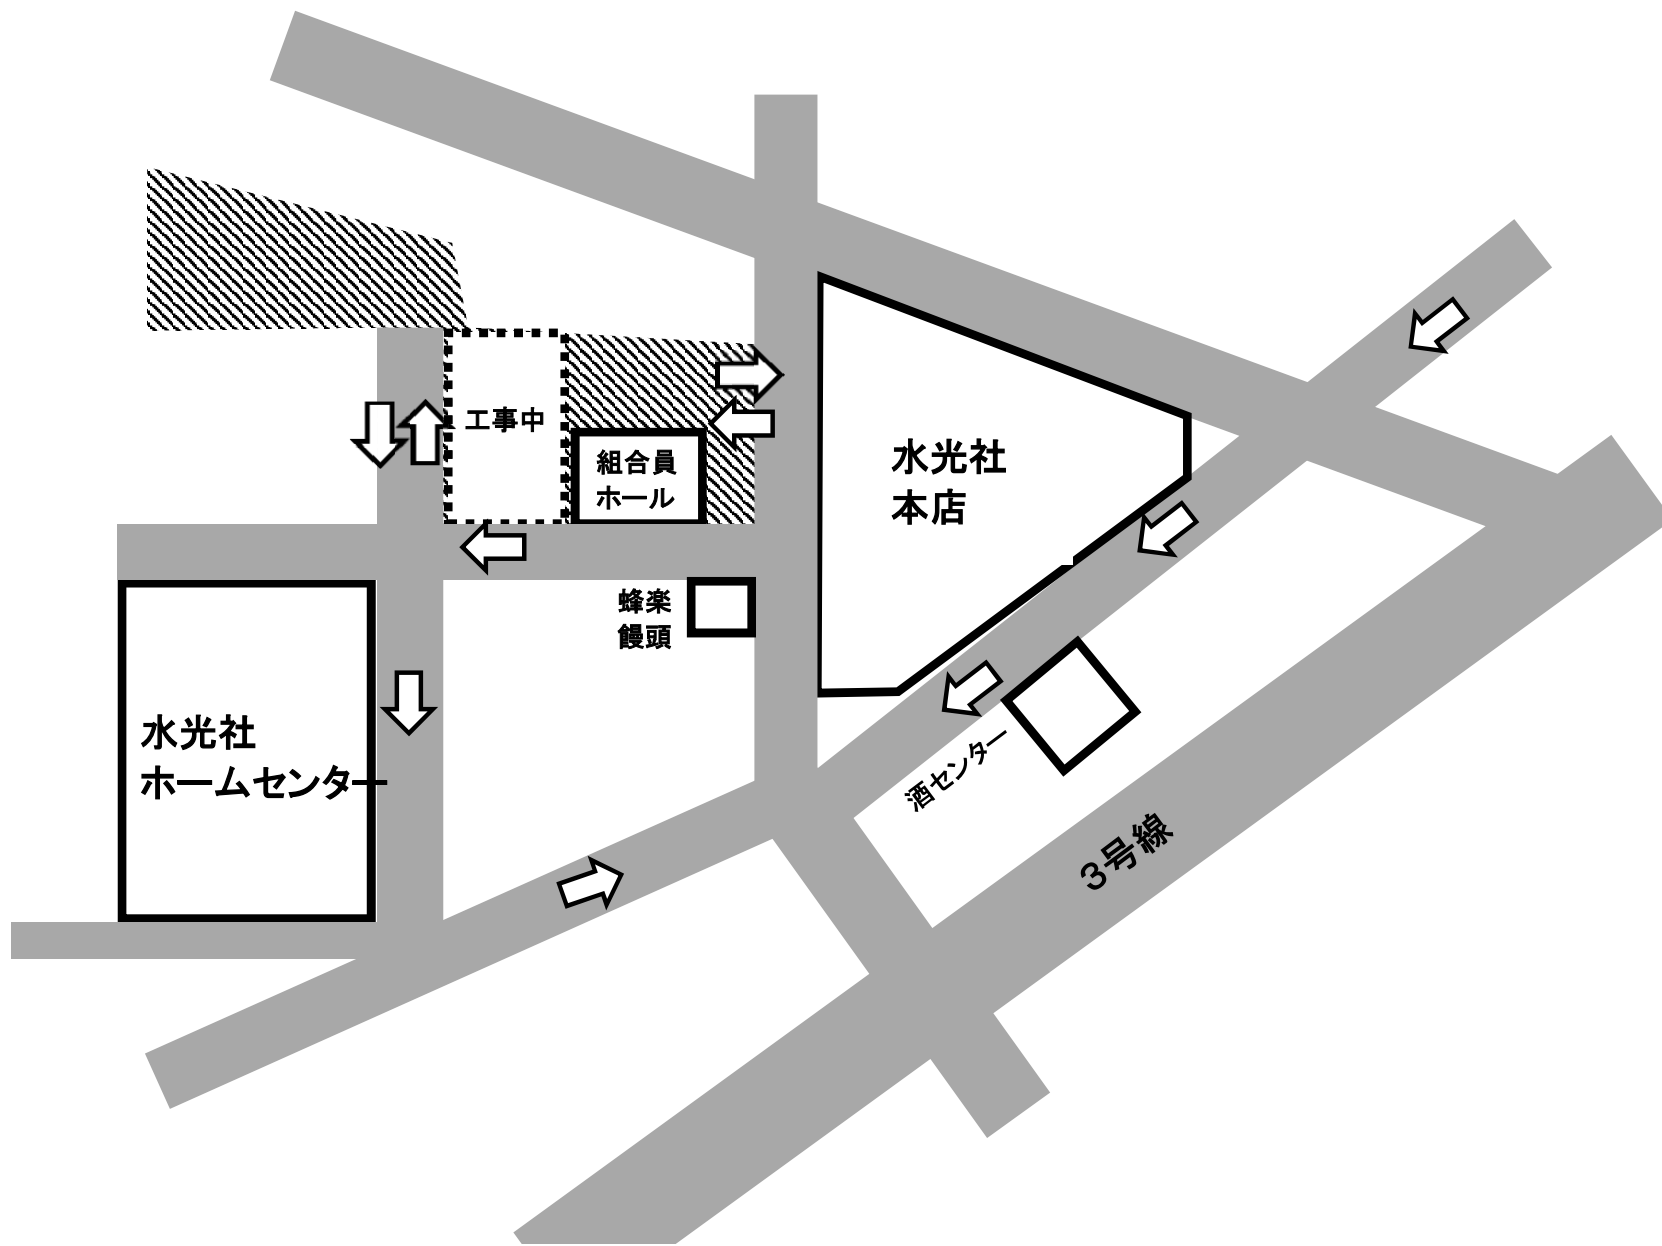 工事中
組合員
ホール
水光社
本店
蜂楽
饅頭
水光社
ホームセンター
酒センター
3号線